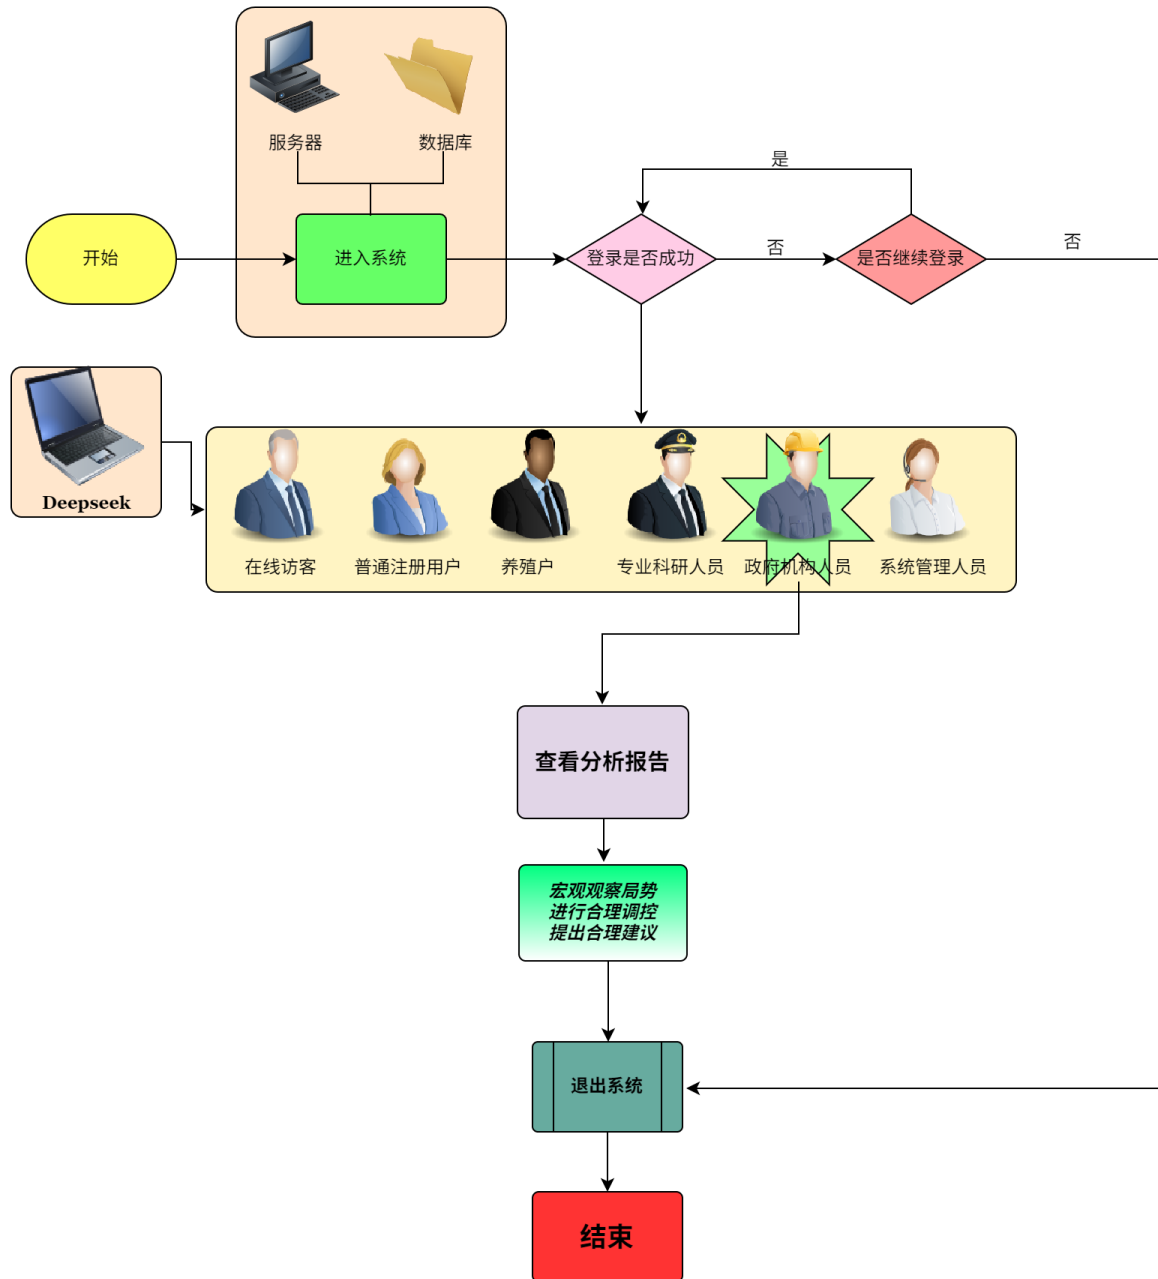 服务器
数据库
是
开始
进入系统
登录是否成功
否
是否继续登录
否
Deepseek
在线访客
普通注册用户
养殖户
专业科研人员
政府机构人员
系统管理人员
查看分析报告
宏观观察局势
进行合理调控
提出合理建议
退出系统
结束